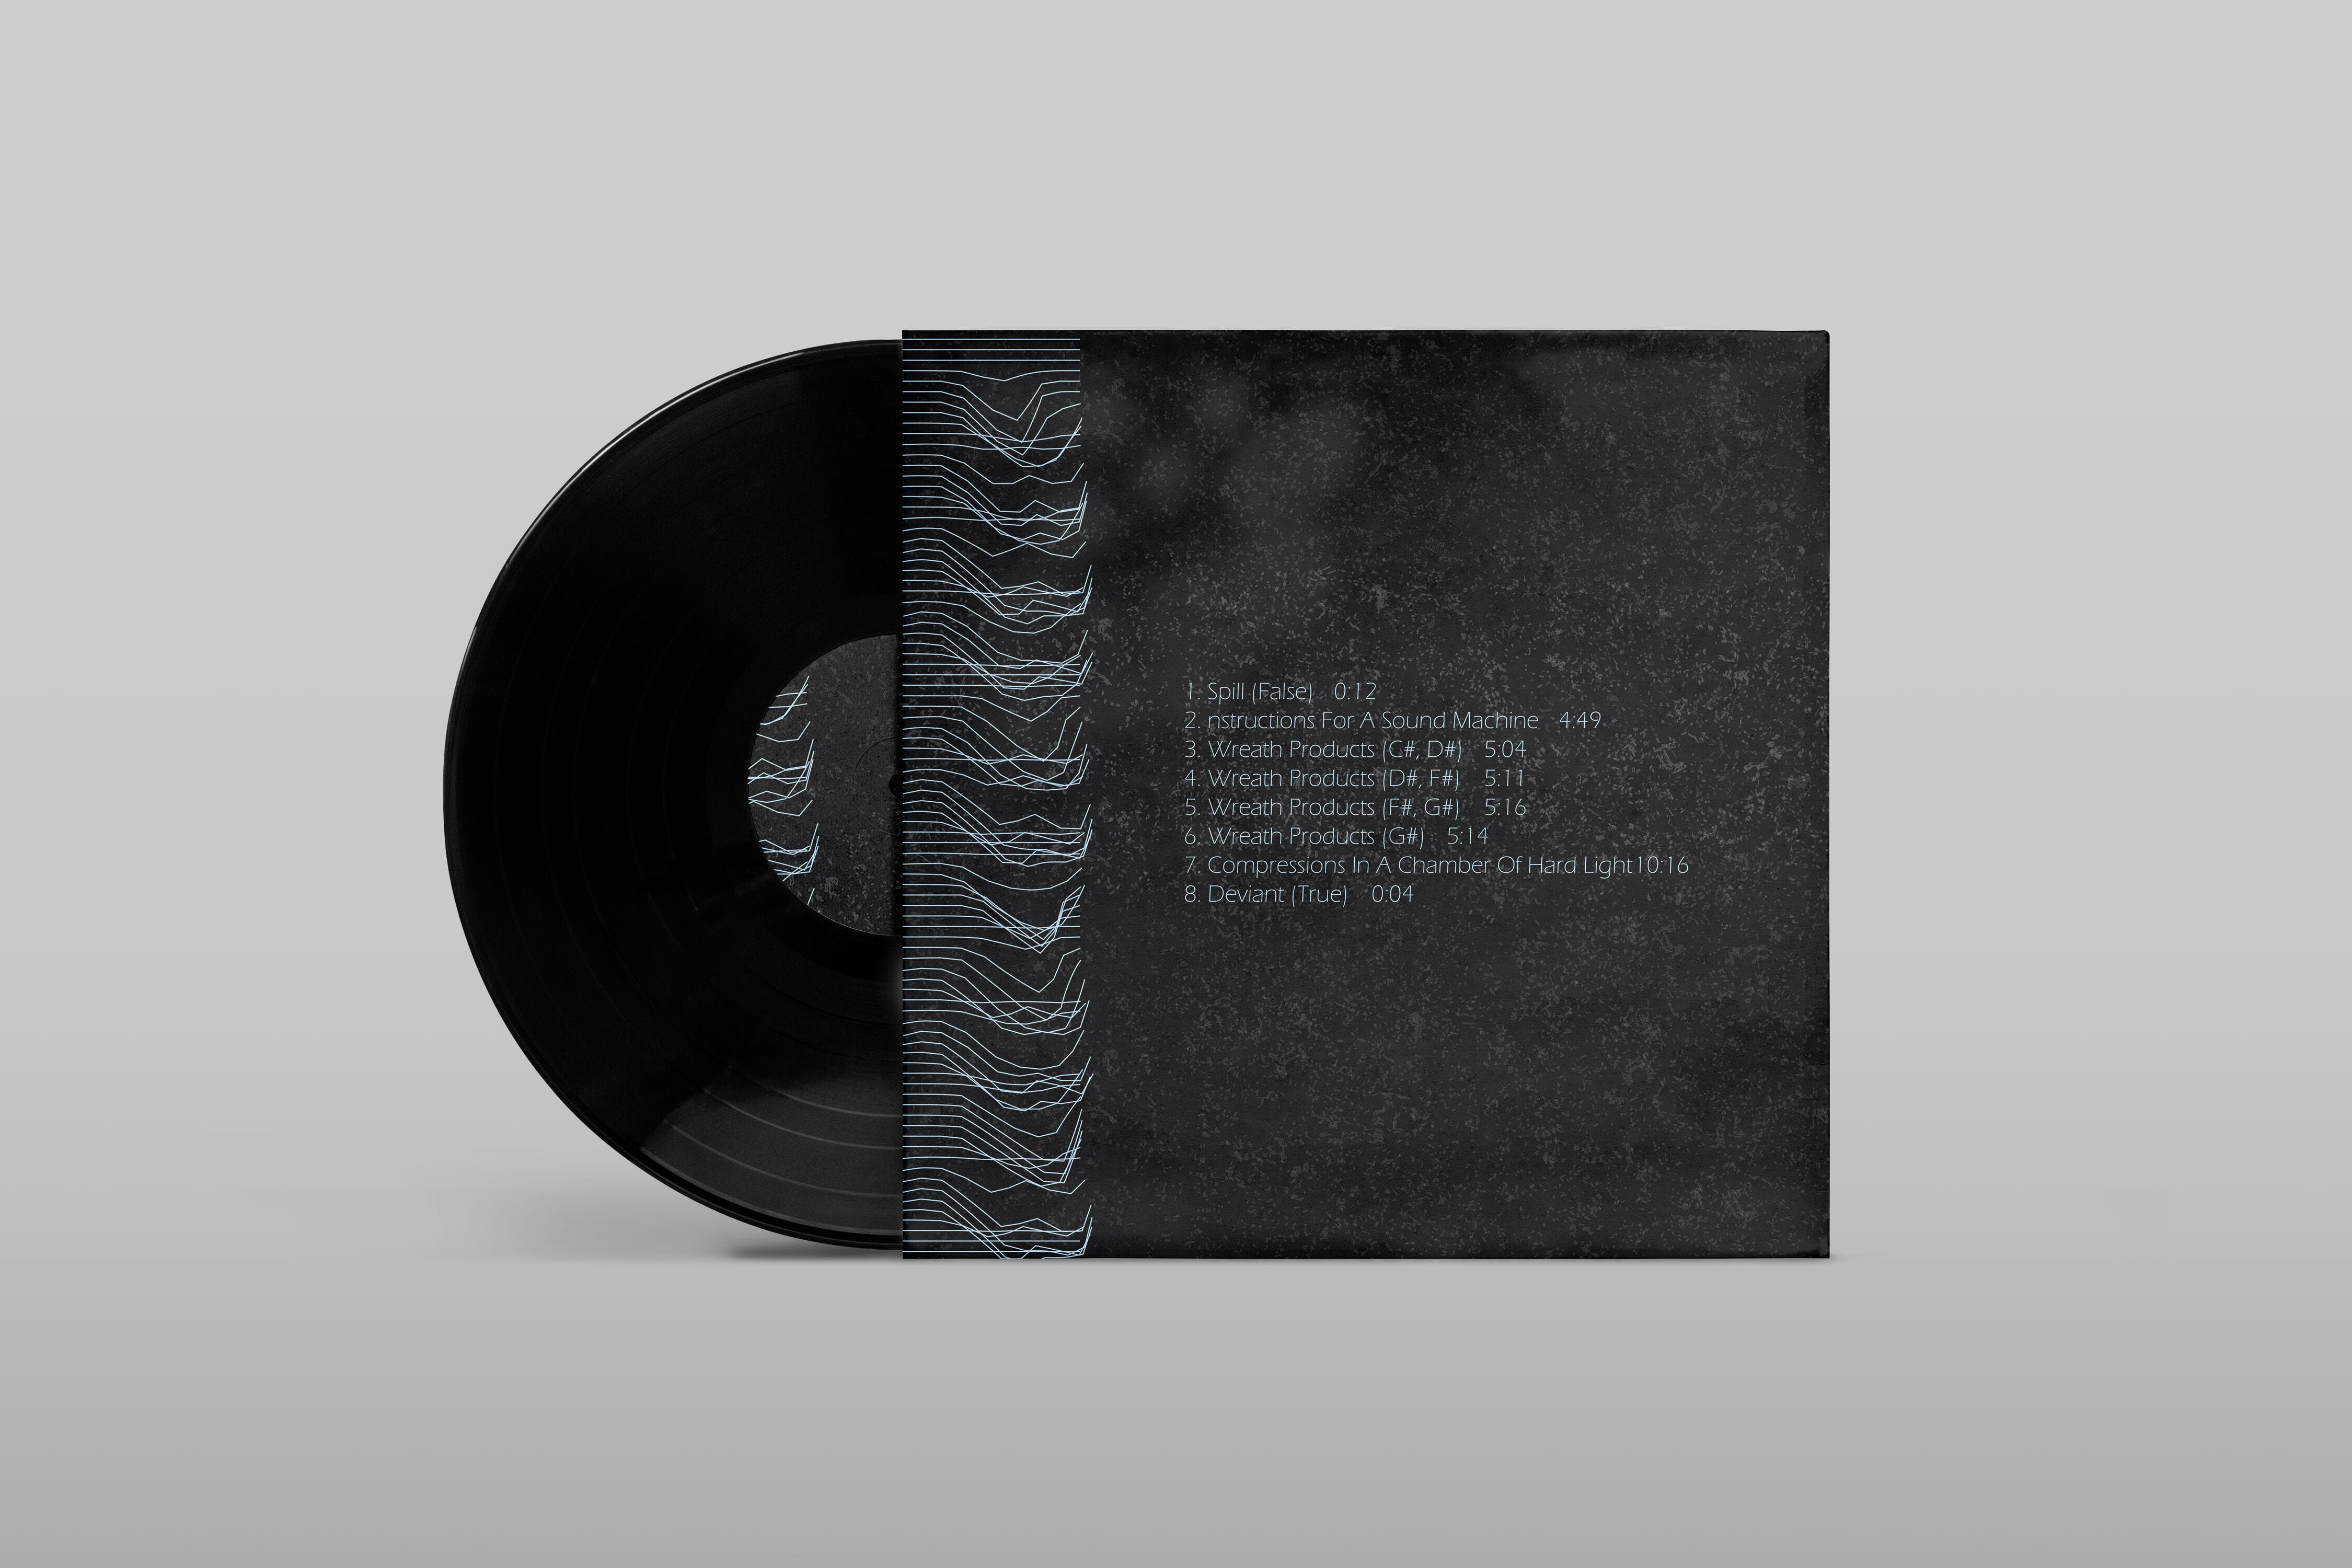 1. Spill (False) 0:12
2. nstructions For A Sound Machine 4:49
3. Wreath Products (C#, D#) 5:04
4. Wreath Products (D#, F#) 5:11
5. Wreath Products (F#, G#) 5:16
6. Wreath Products (G#) 5:14
7. Compressions In A Chamber Of Hard Light10:16
8. Deviant (True) 0:04